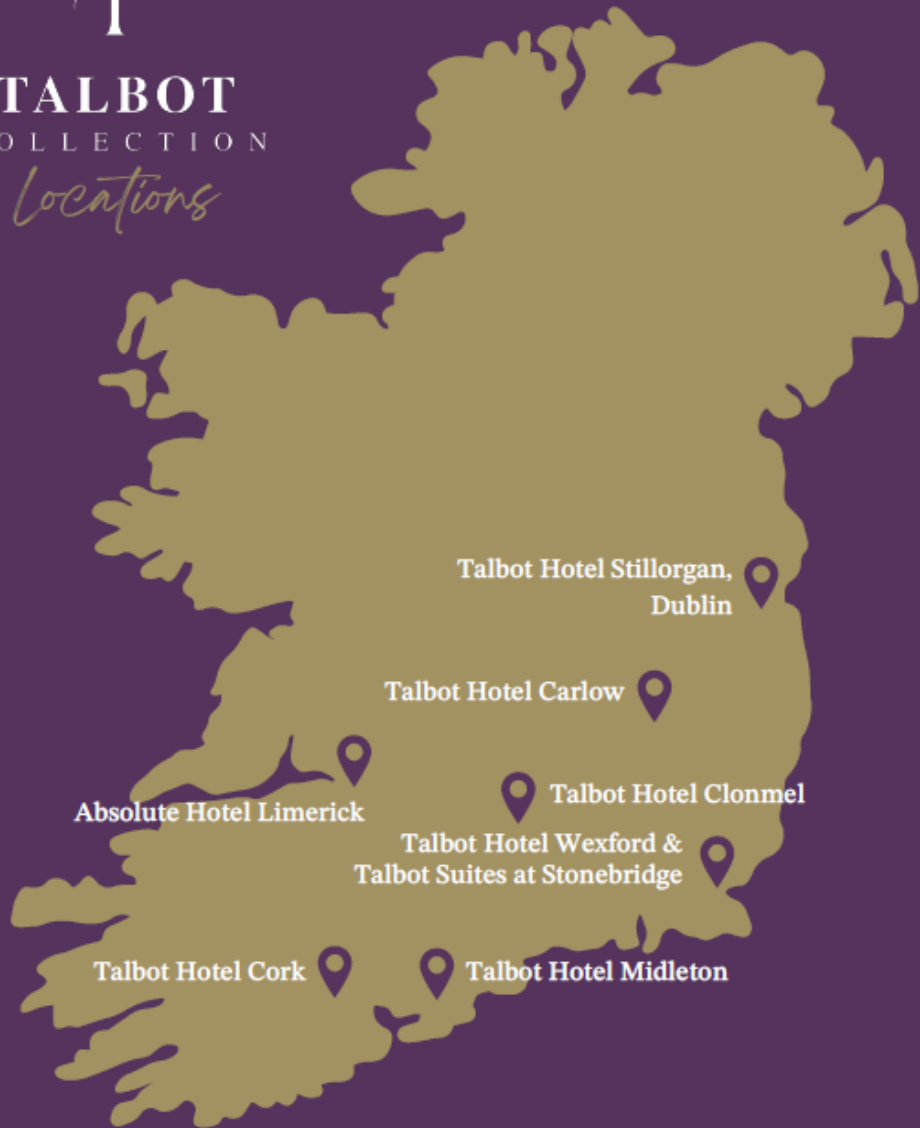 TALBOT
OLLECTION
Locations
Talbot Hotel Stillorgan,
Dublin
Talbot Hotel Carlow
Talbot Hotel Clonmel
Absolute Hotel Limerick
Talbot Hotel Wexford &
Talbot Suites at Stonebridge
Talbot Hotel Cork
Talbot Hotel Midleton